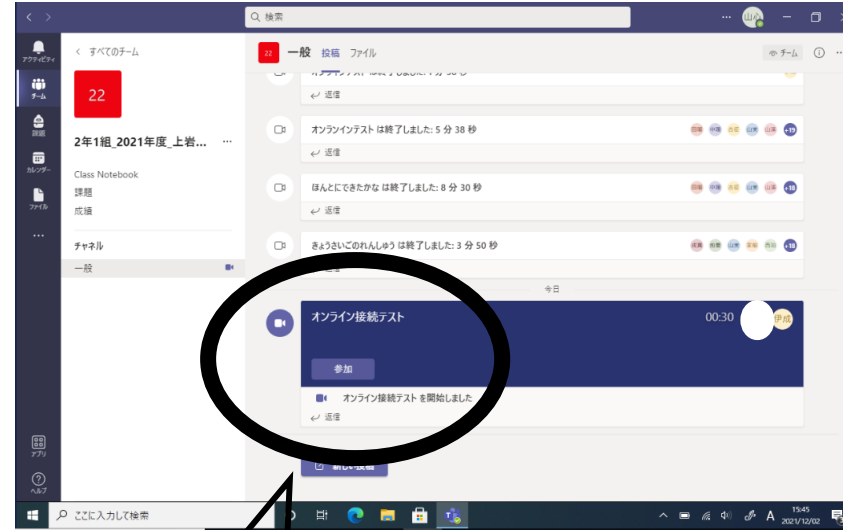 検索
山心
アクティビティ
チーム
課題
カレンダー
ファイル
アプリ
ヘルプ
すべてのチーム
22
2年1組_2021年度_上岩...
Class Notebook
課題
成績
チャネル
一般
22 一般 投稿 ファイル
チーム
返信
オンラインテスト は終了しました: 5 分 38 秒
+19
返信
ほんとにできたかな は終了しました: 8 分 30 秒
+18
返信
きょうさいごのれんしゅう は終了しました: 3 分 50 秒
+18
今日
オンライン接続テスト
00:30
伊成
参加
オンライン接続テスト を開始しました
返信
新しい投稿
ここに入力して検索
A
15:45
2021/12/02